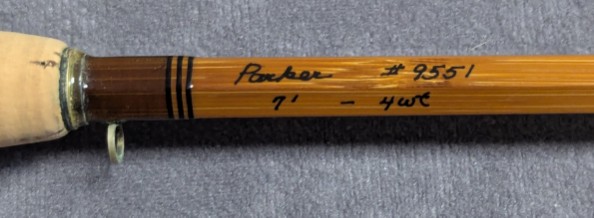 Parker #9551
7' - 4wt